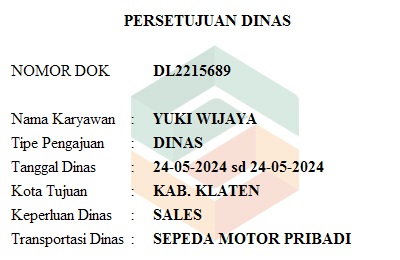 PERSETUJUAN DINAS
NOMOR DOK DL2215689
Nama Karyawan : YUKI WIJAYA
Tipe Pengajuan : DINAS
Tanggal Dinas : 24-05-2024 sd 24-05-2024
Kota Tujuan : KAB. KLATEN
Keperluan Dinas : SALES
Transportasi Dinas : SEPEDA MOTOR PRIBADI